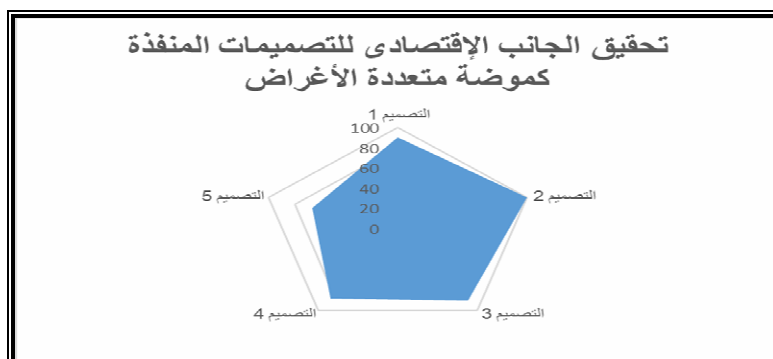 تحقيق الجانب الإقتصادى للتصميمات المنفذة
كموضة متعددة الأغراض
التصميم 1
100
80
60
40
20
0
التصميم 2
التصميم 3
التصميم 4
التصميم 5